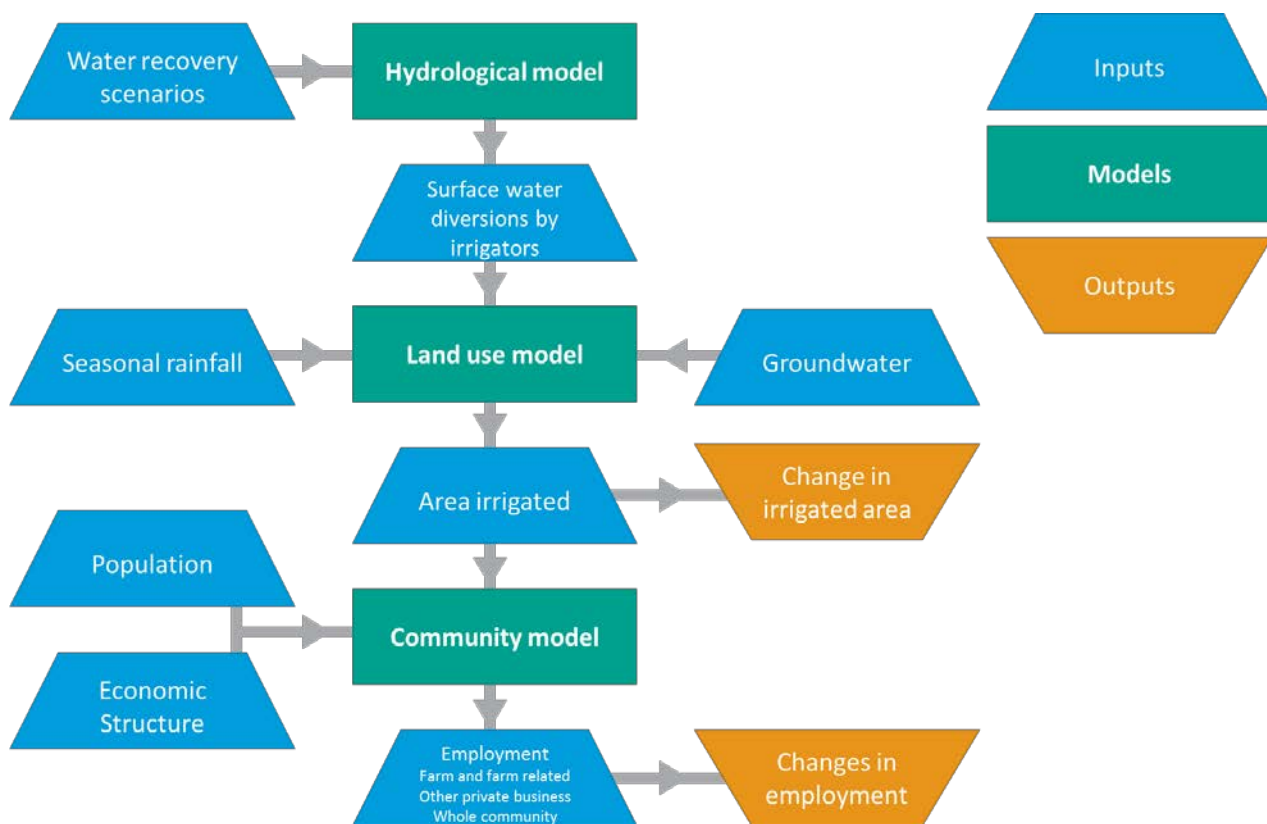 Water recovery
scenarios
Hydrological model
Inputs
Models
Outputs
Surface water
diversions by
irrigators
Seasonal rainfall
Land use model
Groundwater
Area irrigated
Change in
irrigated area
Population
Community model
Economic
Structure
Employment
Farm and farm related
Other private business
Whole community
Changes in
employment